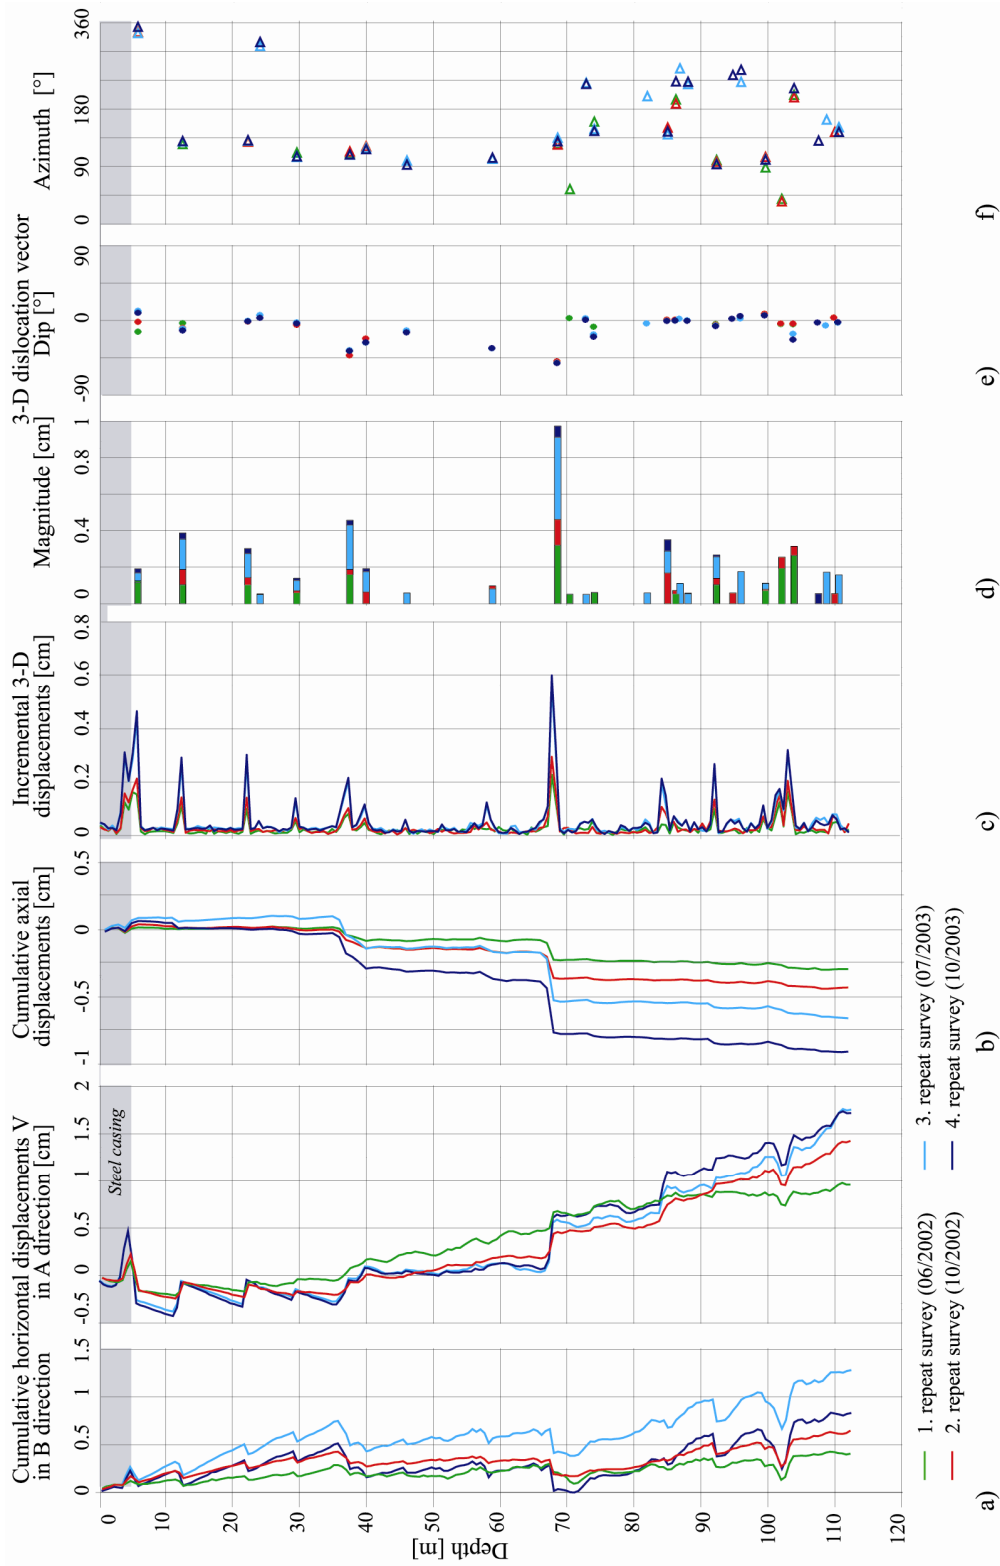 Cumulative horizontal displacements V
in B direction
in A direction [cm]
Cumulative axial
displacements [cm]
Incremental 3-D
displacements [cm]
3-D dislocation vector
Magnitude [cm]
Dip [°]
Azimuth [°]
0 0.5 1 1.5
-0.5 0 0.5 1 1.5 2
-1 -0.5 0 0.5
0 0.2 0.4 0.6 0.8
0 0.4 0.8 1
-90 0 90
0 90 180 360
Steel casing
0
10
20
30
40
50
60
70
80
90
100
110
120
Depth [m]
1. repeat survey (06/2002)
2. repeat survey (10/2002)
3. repeat survey (07/2003)
4. repeat survey (10/2003)
a) b) c) d) e) f)